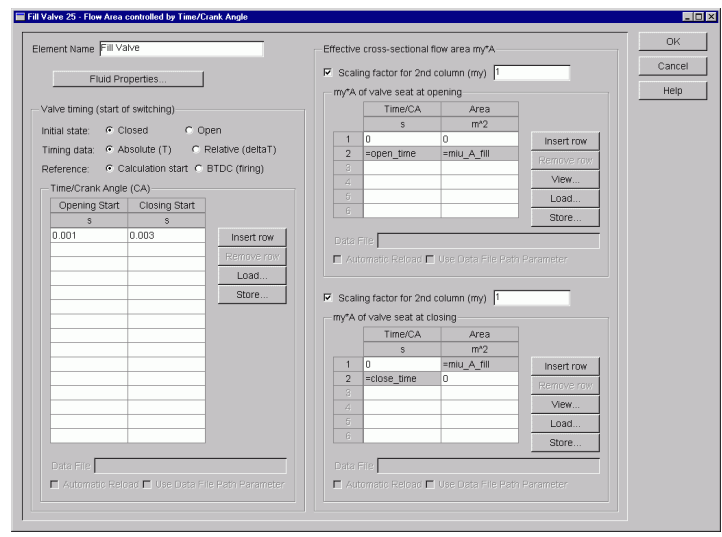 Fill Valve 25 - Flow Area controlled by Time/Crank Angle
Element Name Fill Valve
Fluid Properties...
Valve timing (start of switching)
Initial state: Closed Open
Timing data: Absolute (T) Relative (deltaT)
Reference: Calculation start BTDC (firing)
Time/Crank Angle (CA)
Opening Start Closing Start
s s
0.001 0.003
Insert row
Remove row
Load...
Store...
Data File
Automatic Reload Use Data File Path Parameter
Effective cross-sectional flow area my*A
Scaling factor for 2nd column (my) 1
my*A of valve seat at opening
Time/CA Area
s m^2
1 0 0
2 =open_time =miu_A_fill
3
4
5
6
Insert row
Remove row
View...
Load...
Store...
Data File
Automatic Reload Use Data File Path Parameter
Scaling factor for 2nd column (my) 1
my*A of valve seat at closing
Time/CA Area
s m^2
1 0 =miu_A_fill
2 =close_time 0
3
4
5
6
Insert row
Remove row
View...
Load...
Store...
Data File
Automatic Reload Use Data File Path Parameter
OK
Cancel
Help